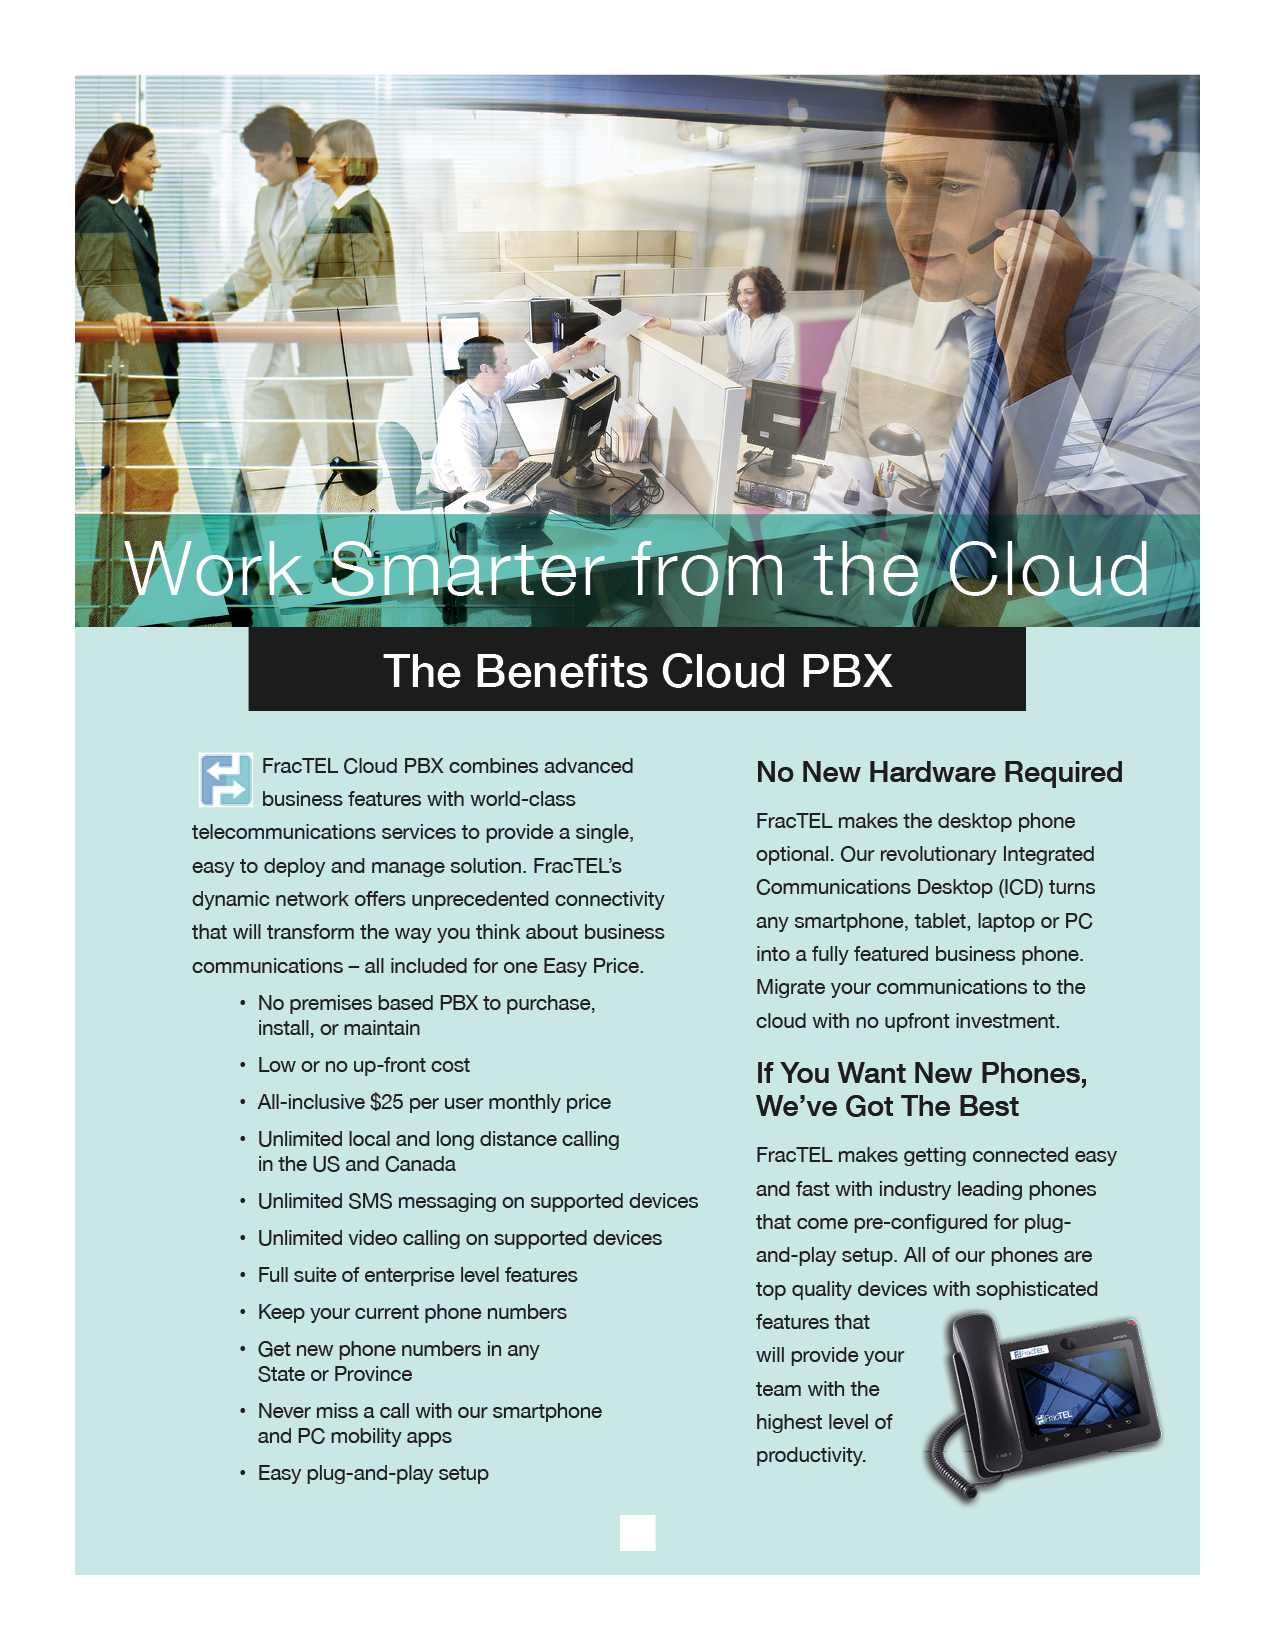 Work Smarter from the Cloud
The Benefits Cloud PBX
FracTEL Cloud PBX combines advanced
business features with world-class
telecommunications services to provide a single,
easy to deploy and manage solution. FracTEL’s
dynamic network offers unprecedented connectivity
that will transform the way you think about business
communications – all included for one Easy Price.
• No premises based PBX to purchase,
install, or maintain
• Low or no up-front cost
• All-inclusive $25 per user monthly price
• Unlimited local and long distance calling
in the US and Canada
• Unlimited SMS messaging on supported devices
• Unlimited video calling on supported devices
• Full suite of enterprise level features
• Keep your current phone numbers
• Get new phone numbers in any
State or Province
• Never miss a call with our smartphone
and PC mobility apps
• Easy plug-and-play setup
No New Hardware Required
FracTEL makes the desktop phone
optional. Our revolutionary Integrated
Communications Desktop (ICD) turns
any smartphone, tablet, laptop or PC
into a fully featured business phone.
Migrate your communications to the
cloud with no upfront investment.
If You Want New Phones,
We’ve Got The Best
FracTEL makes getting connected easy
and fast with industry leading phones
that come pre-configured for plug-
and-play setup. All of our phones are
top quality devices with sophisticated
features that
will provide your
team with the
highest level of
productivity.
FracTEL
FracTEL